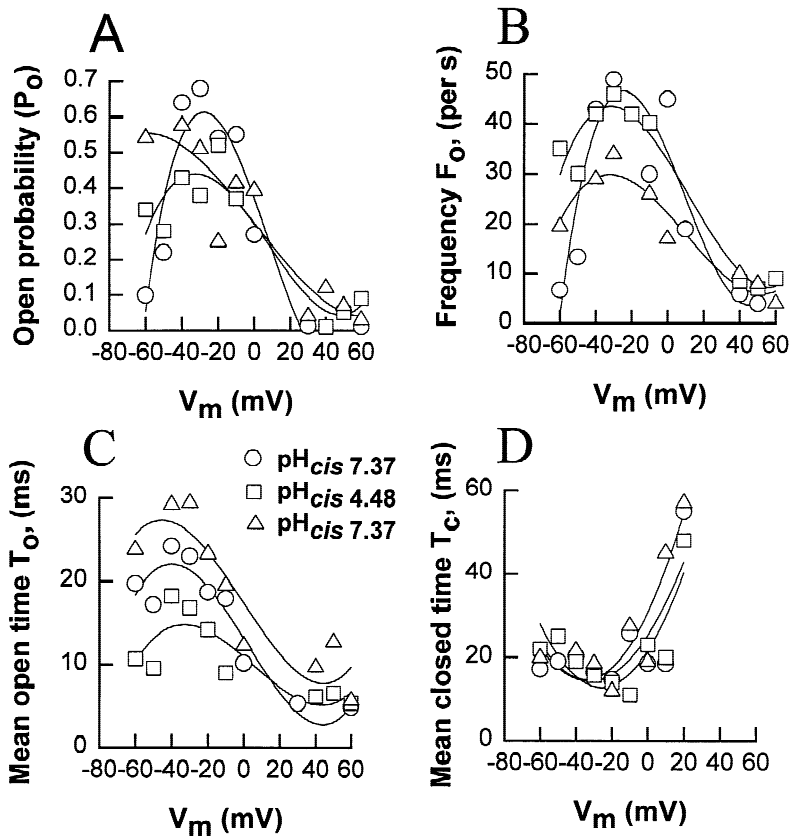 A
Open probability (Po)
0.7
0.6
0.5
0.4
0.3
0.2
0.1
0.0
-80-60-40-20 0 20 40 60
Vm (mV)
B
Frequency Fo, (per s)
50
40
30
20
10
0
-80-60-40-20 0 20 40 60
Vm (mV)
C
Mean open time To, (ms)
30
20
10
0
-80-60-40-20 0 20 40 60
Vm (mV)
pHcis 7.37
pHcis 4.48
pHcis 7.37
D
Mean closed time Tc, (ms)
60
40
20
0
-80-60-40-20 0 20 40 60
Vm (mV)